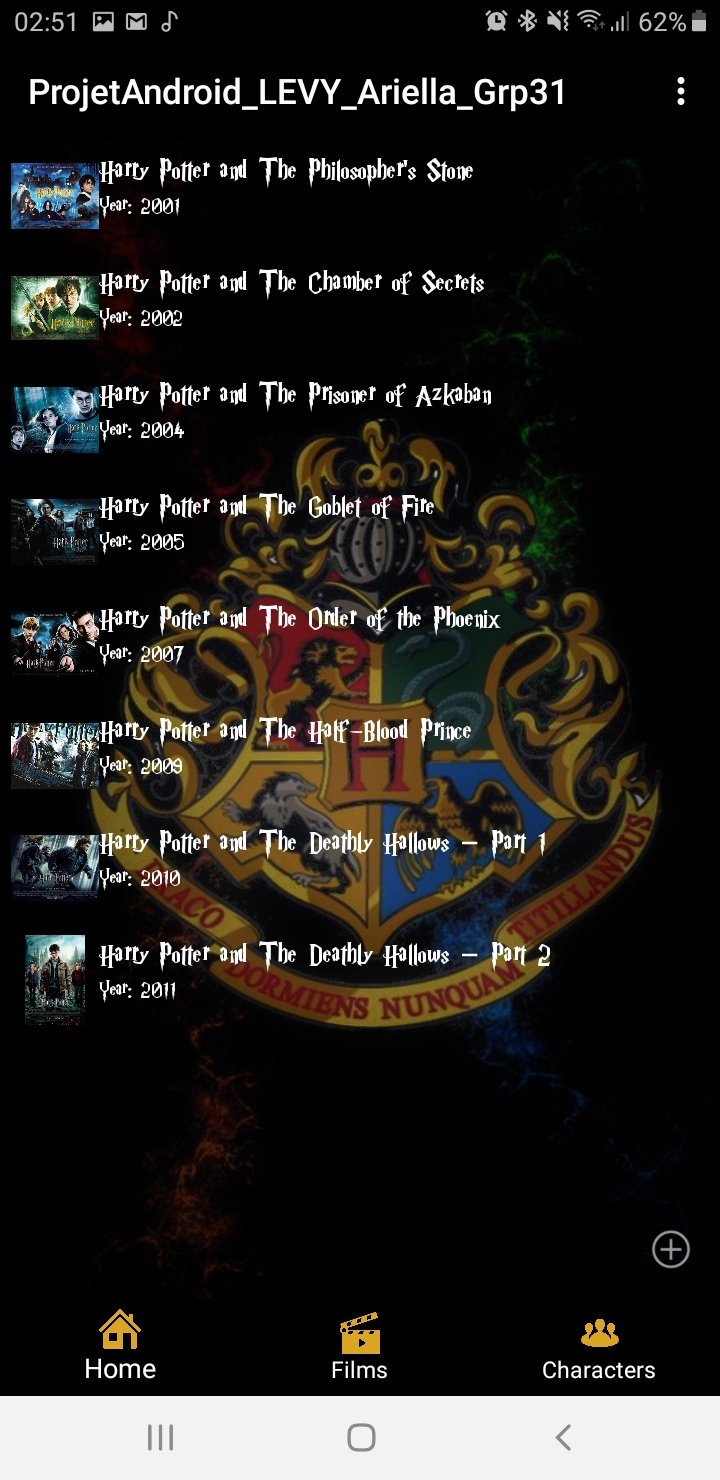 02:51
62%
ProjetAndroid_LEVY_Ariella_Grp31
Harry Potter and The Philosopher's Stone
Year: 2001
Harry Potter and The Chamber of Secrets
Year: 2002
Harry Potter and The Prisoner of Azkaban
Year: 2004
Harry Potter and The Goblet of Fire
Year: 2005
Harry Potter and The Order of the Phoenix
Year: 2007
Harry Potter and The Half-Blood Prince
Year: 2009
Harry Potter and The Deathly Hallows – Part 1
Year: 2010
Harry Potter and The Deathly Hallows – Part 2
Year: 2011
H
DRACO
DORMIENS NUNQUAM
TITILLANDUS
Home
Films
Characters